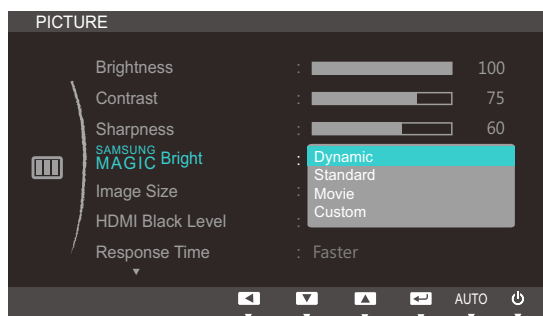 PICTURE
Brightness : 100
Contrast : 75
Sharpness : 60
SAMSUNG
MAGIC Bright : Dynamic
Standard
Image Size : Movie
Custom
HDMI Black Level :
Response Time : Faster
AUTO